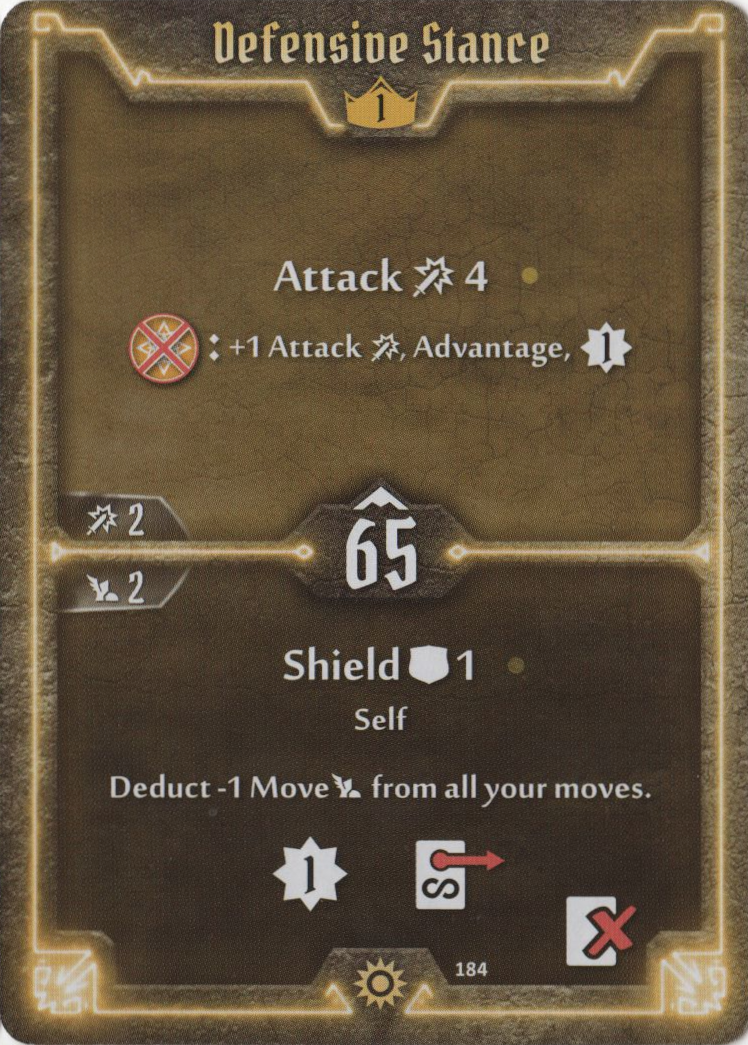 Defensive Stance
1
Attack 4
: +1 Attack , Advantage, 1
2
65
2
Shield 1
Self
Deduct -1 Move from all your moves.
1
184